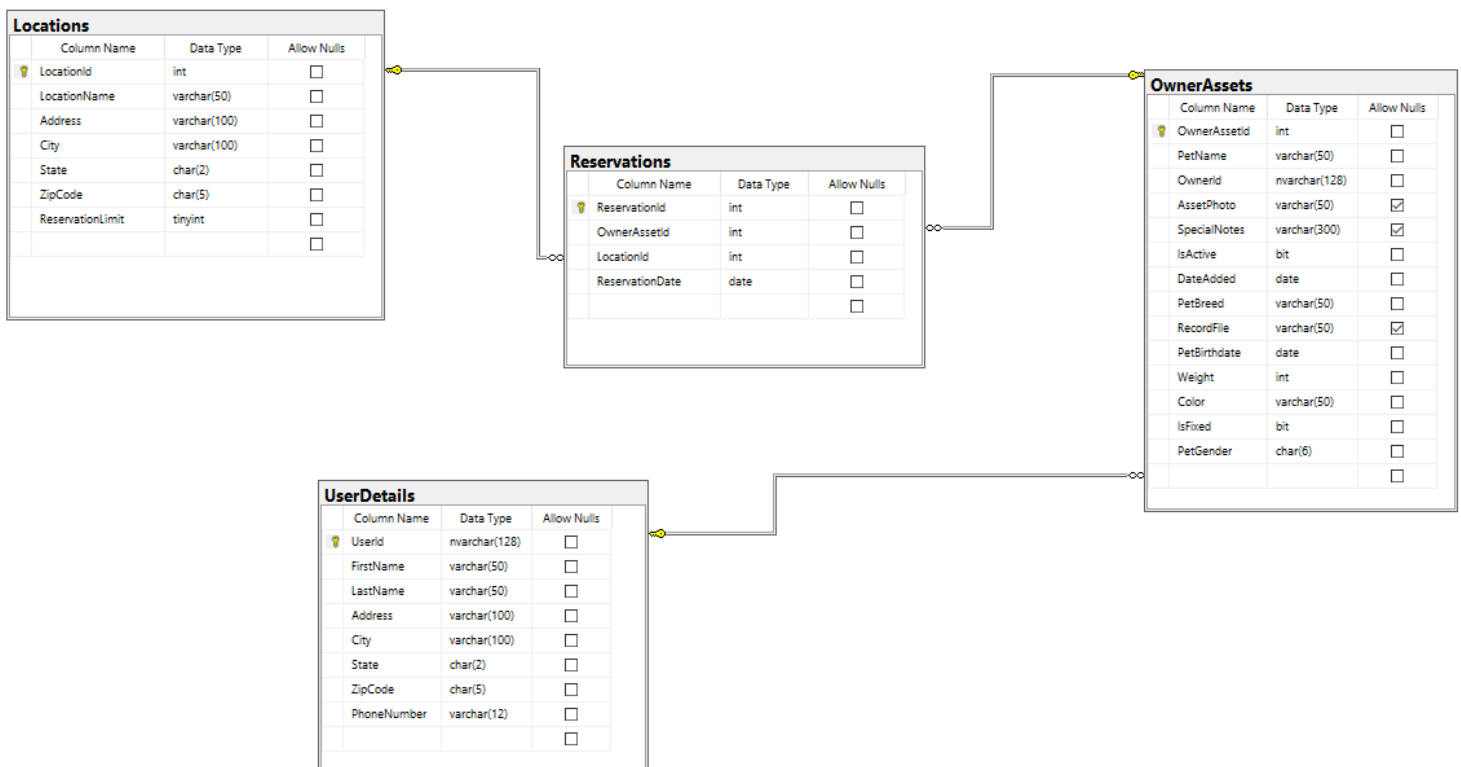 Locations
Column Name Data Type Allow Nulls
LocationId int
LocationName varchar(50)
Address varchar(100)
City varchar(100)
State char(2)
ZipCode char(5)
ReservationLimit tinyint
Reservations
Column Name Data Type Allow Nulls
ReservationId int
OwnerAssetId int
LocationId int
ReservationDate date
OwnerAssets
Column Name Data Type Allow Nulls
OwnerAssetId int
PetName varchar(50)
OwnerId nvarchar(128)
AssetPhoto varchar(50)
SpecialNotes varchar(300)
IsActive bit
DateAdded date
PetBreed varchar(50)
RecordFile varchar(50)
PetBirthdate date
Weight int
Color varchar(50)
IsFixed bit
PetGender char(6)
UserDetails
Column Name Data Type Allow Nulls
UserId nvarchar(128)
FirstName varchar(50)
LastName varchar(50)
Address varchar(100)
City varchar(100)
State char(2)
ZipCode char(5)
PhoneNumber varchar(12)